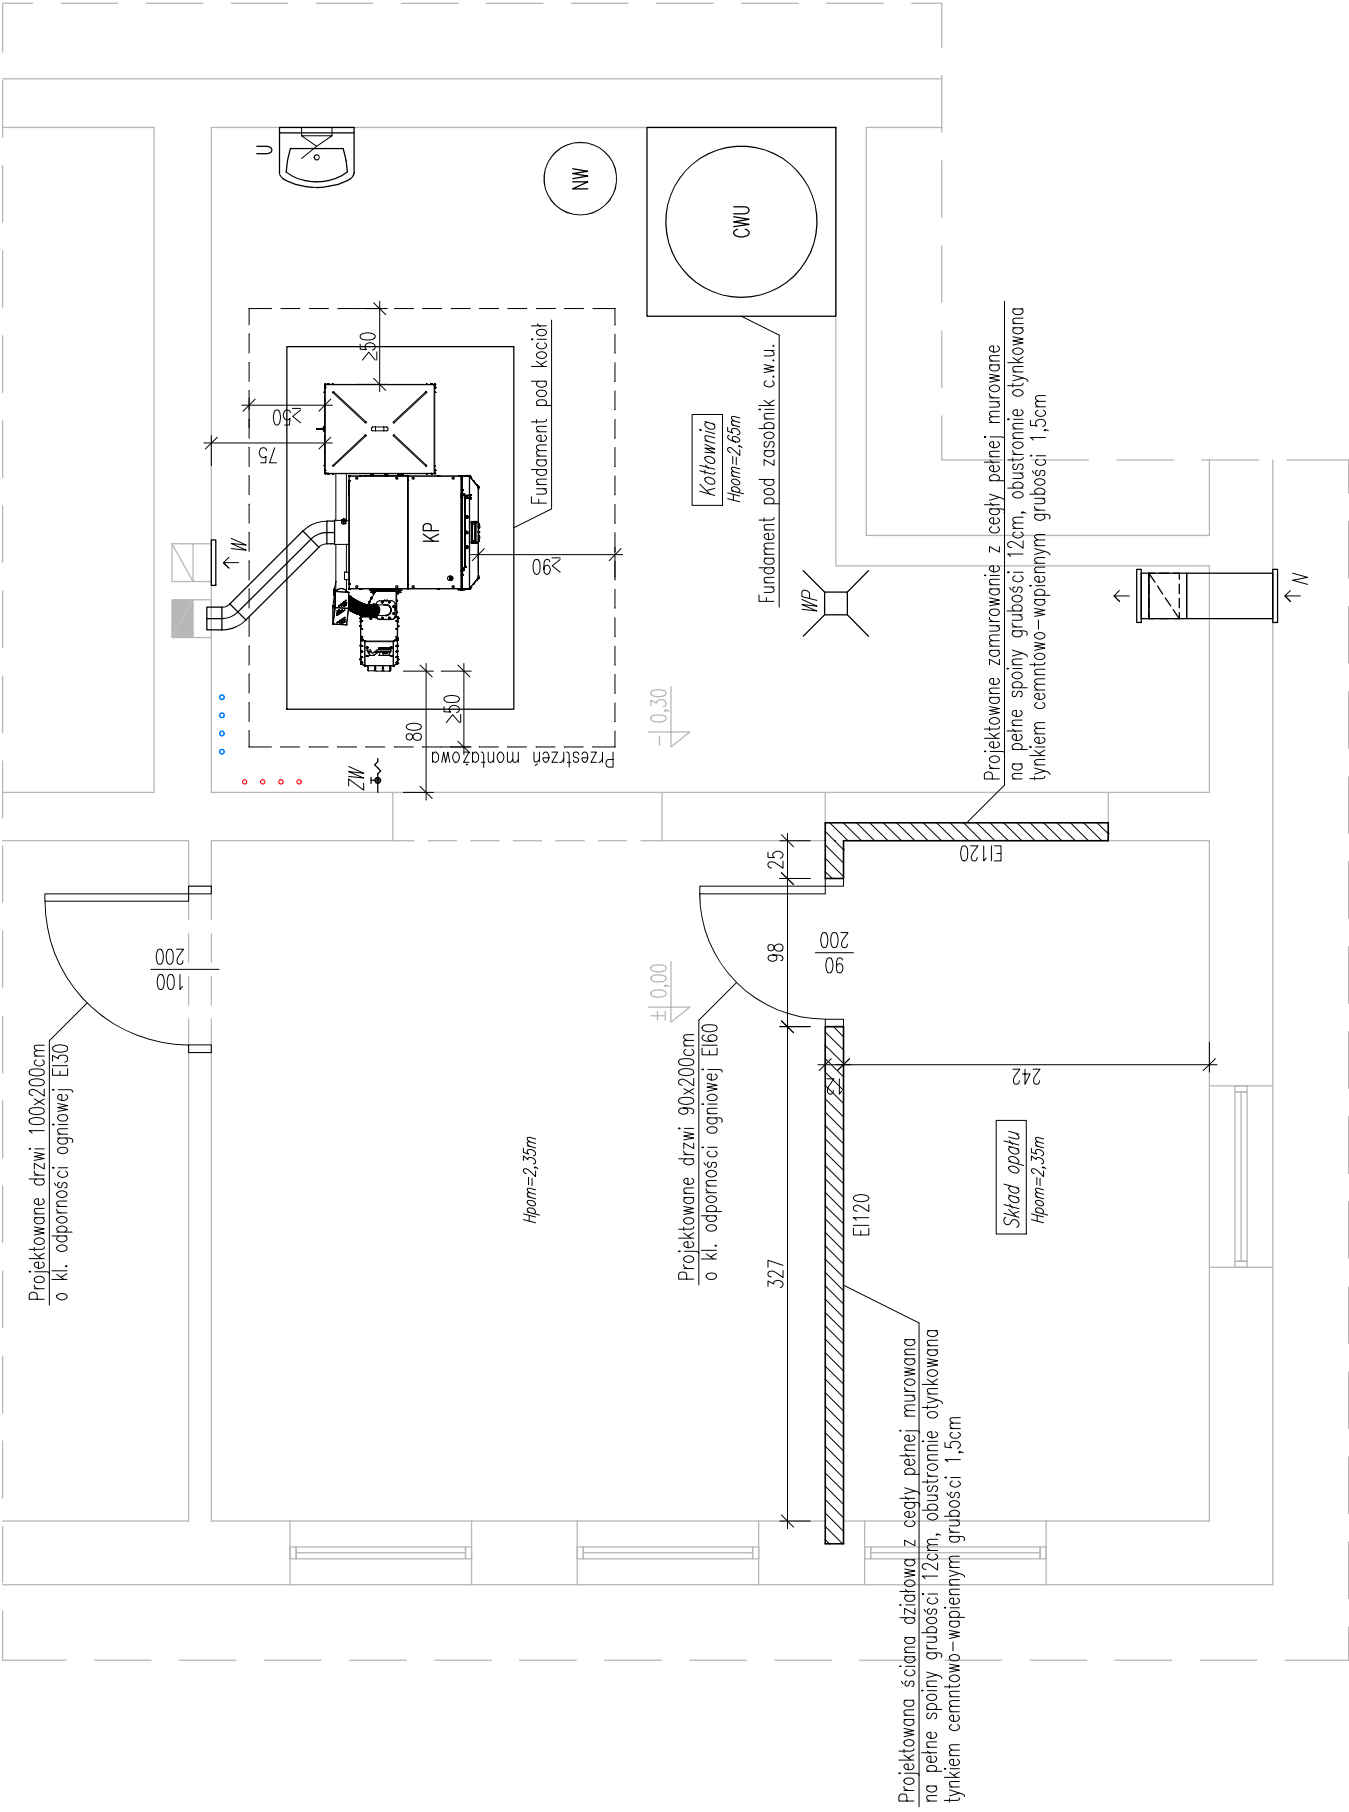 Projektowane drzwi 100x200cm
o kl. odporności ogniowej EI30
100
200
U
NW
CWU
KP
W
75
≥50
≥50
≥50
≥90
80
ZW
Przestrzeń montażowa
Fundament pod kocioł
Fundament pod zasobnik c.w.u.
Kotłownia
Hpom=2,65m
WP
-0,30
N
Projektowane zamurowanie z cegły pełnej murowane
na pełne spoiny grubości 12cm, obustronnie otynkowana
tynkiem cemntowo-wapiennym grubości 1,5cm
EI120
25
98
327
90
200
±0,00
Projektowane drzwi 90x200cm
o kl. odporności ogniowej EI60
Hpom=2,35m
12
242
EI120
Skład opału
Hpom=2,35m
Projektowana ściana działowa z cegły pełnej murowana
na pełne spoiny grubości 12cm, obustronnie otynkowana
tynkiem cemntowo-wapiennym grubości 1,5cm